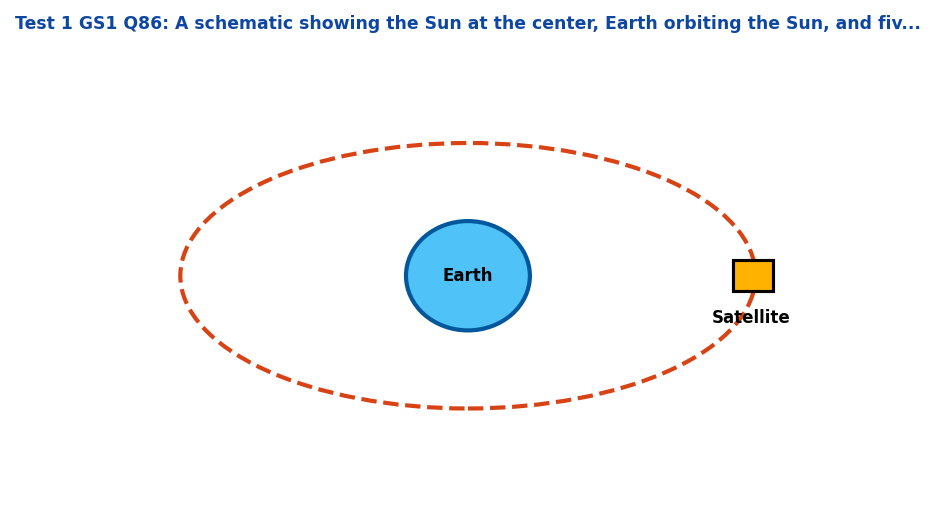 Test 1 GS1 Q86: A schematic showing the Sun at the center, Earth orbiting the Sun, and fiv...
Earth
Satellite